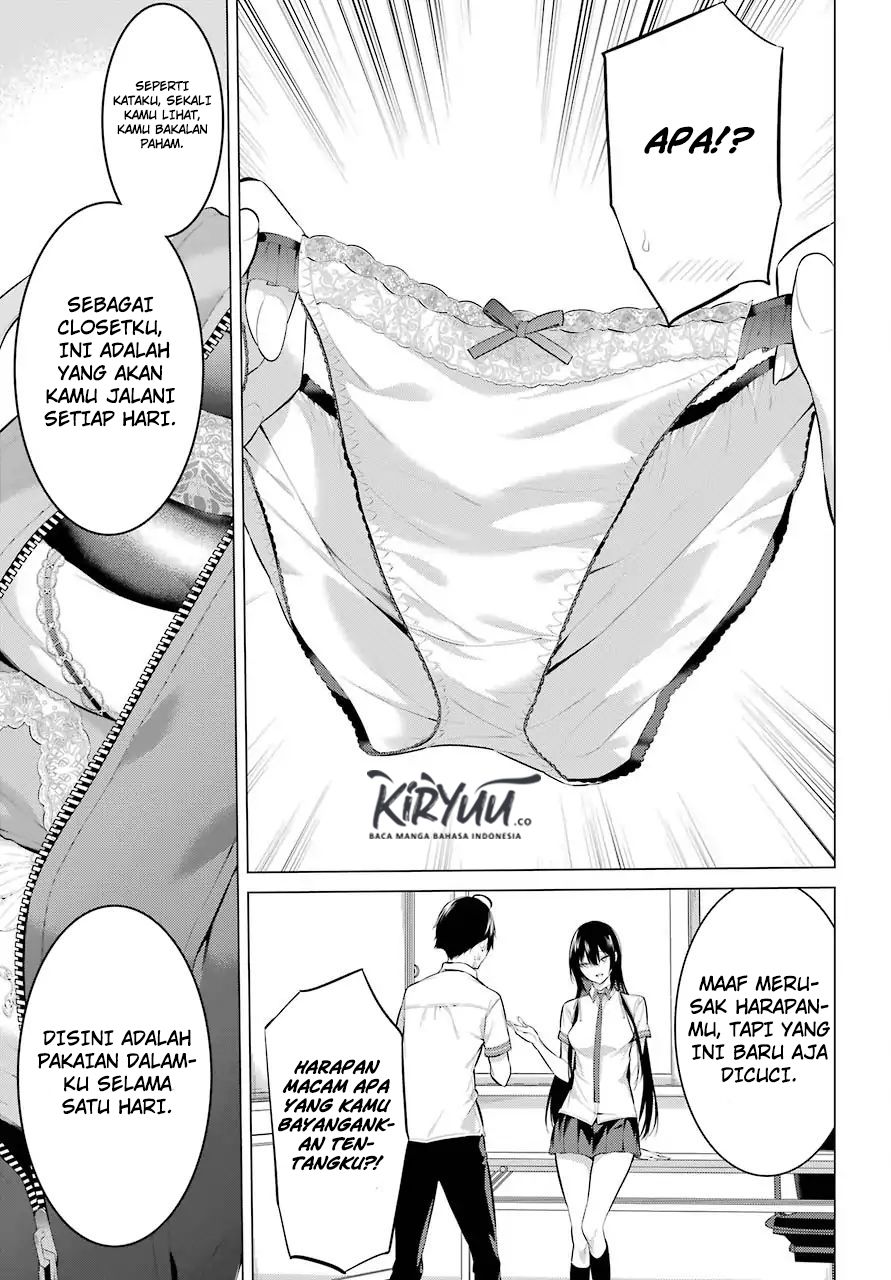 APA!?
MAAF MERU-
SAK HARAPAN-
MU, TAPI YANG
INI BARU AJA
DICUCI.
HARAPAN
MACAM APA
YANG KAMU
BAYANGAN-
KAN TEN-
TANGKU?!
SEPERTI
KATAKU, SEKALI
KAMU LIHAT,
KAMU BAKALAN
PAHAM.
SEBAGAI
CLOSETKU,
INI ADALAH
YANG AKAN
KAMU JALANI
SETIAP HARI.
DISINI ADALAH
PAKAIAN DALAM-
KU SELAMA
SATU HARI.
KIRYUU.CO
BACA MANGA BAHASA INDONESIA